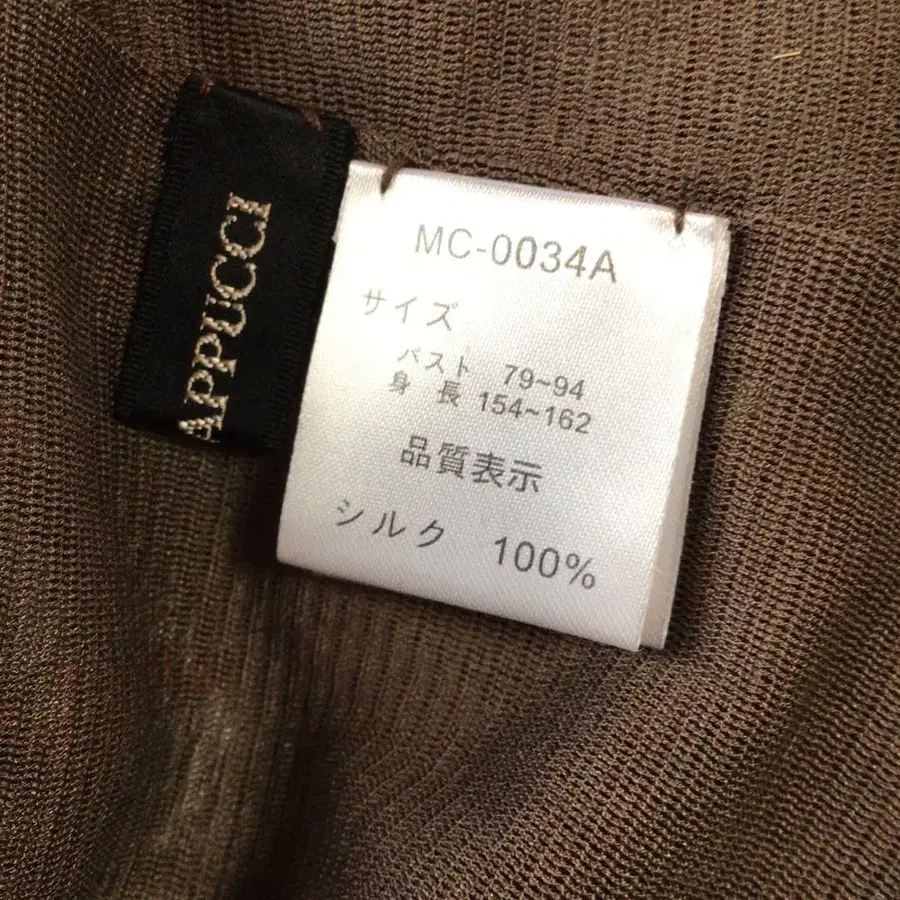 APPUCCI
MC-0034A
サイズ
バスト 79~94
身長 154~162
品質表示
シルク 100%